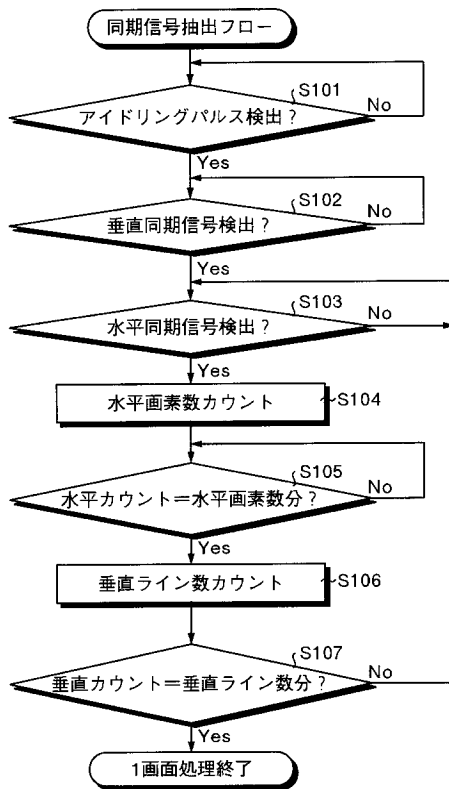 同期信号抽出フロー
S101
アイドリングパルス検出？
No
Yes
S102
垂直同期信号検出？
No
Yes
S103
水平同期信号検出？
No
Yes
水平画素数カウント
S104
S105
水平カウント＝水平画素数分？
No
Yes
垂直ライン数カウント
S106
S107
垂直カウント＝垂直ライン数分？
No
Yes
1画面処理終了